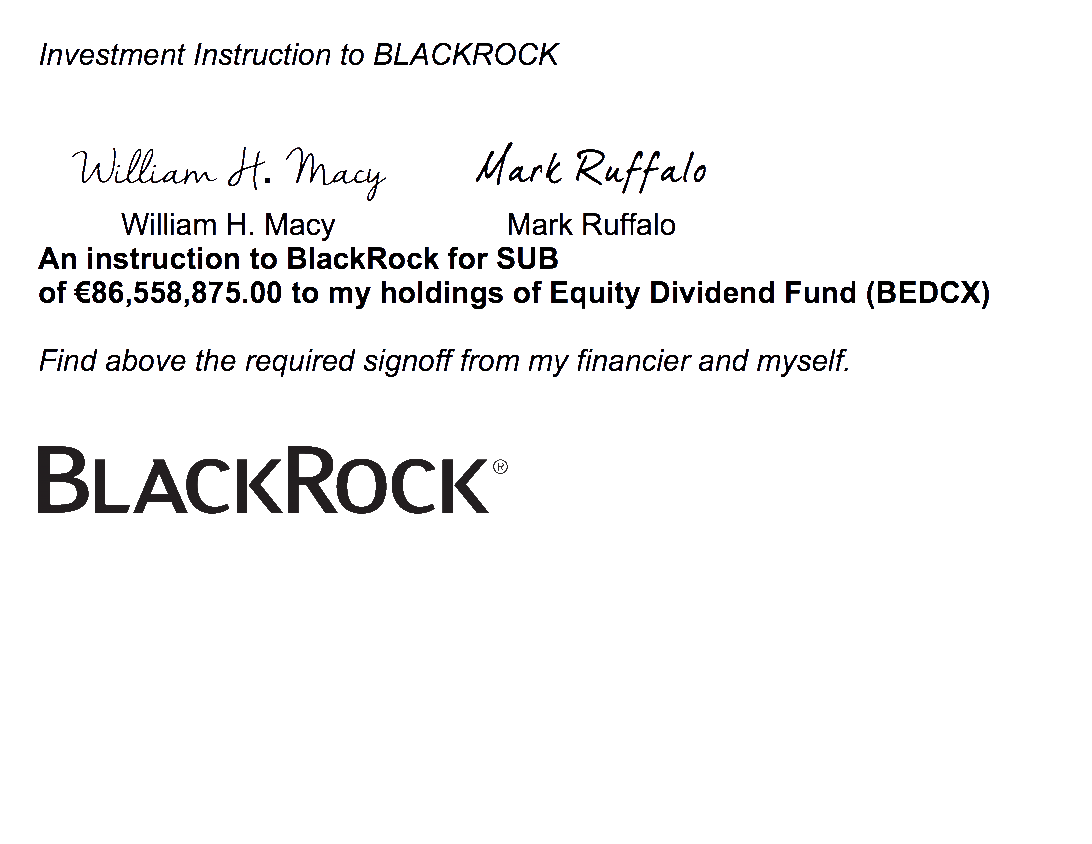 Investment Instruction to BLACKROCK
William H. Macy Mark Ruffalo
William H. Macy Mark Ruffalo
An instruction to BlackRock for SUB
of €86,558,875.00 to my holdings of Equity Dividend Fund (BEDCX)
Find above the required signoff from my financier and myself.
BLACKROCK®